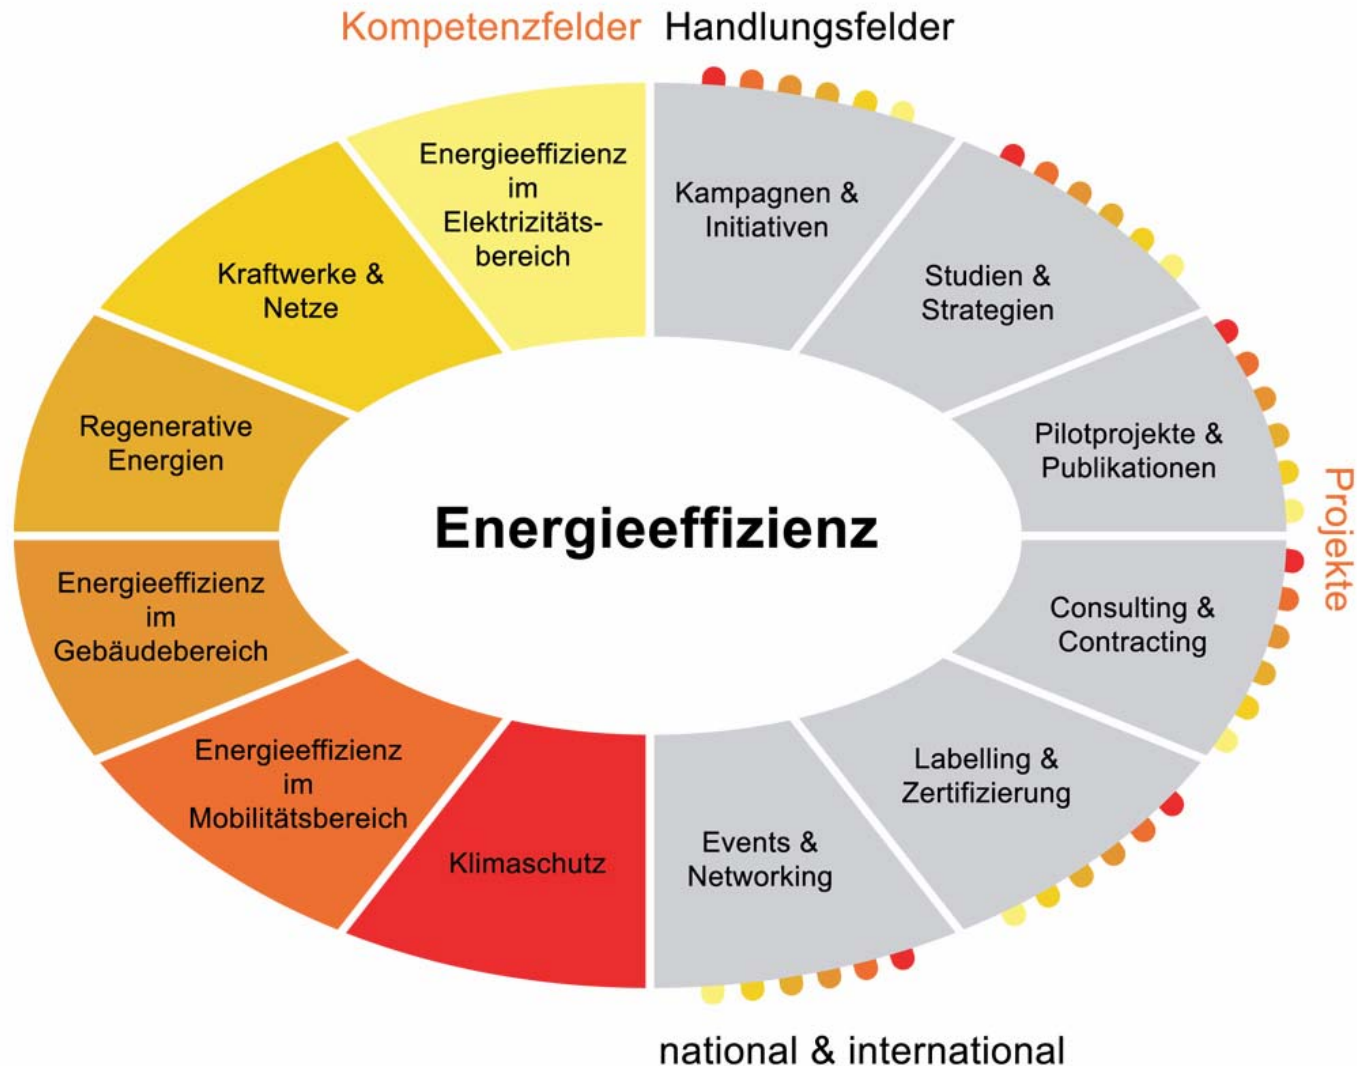 Kompetenzfelder Handlungsfelder
Energieeffizienz
im
Elektrizitäts-
bereich
Kraftwerke &
Netze
Regenerative
Energien
Energieeffizienz
im
Gebäudebereich
Energieeffizienz
im
Mobilitätsbereich
Klimaschutz
Energieeffizienz
Kampagnen &
Initiativen
Studien &
Strategien
Pilotprojekte &
Publikationen
Consulting &
Contracting
Labelling &
Zertifizierung
Events &
Networking
Projekte
national & international